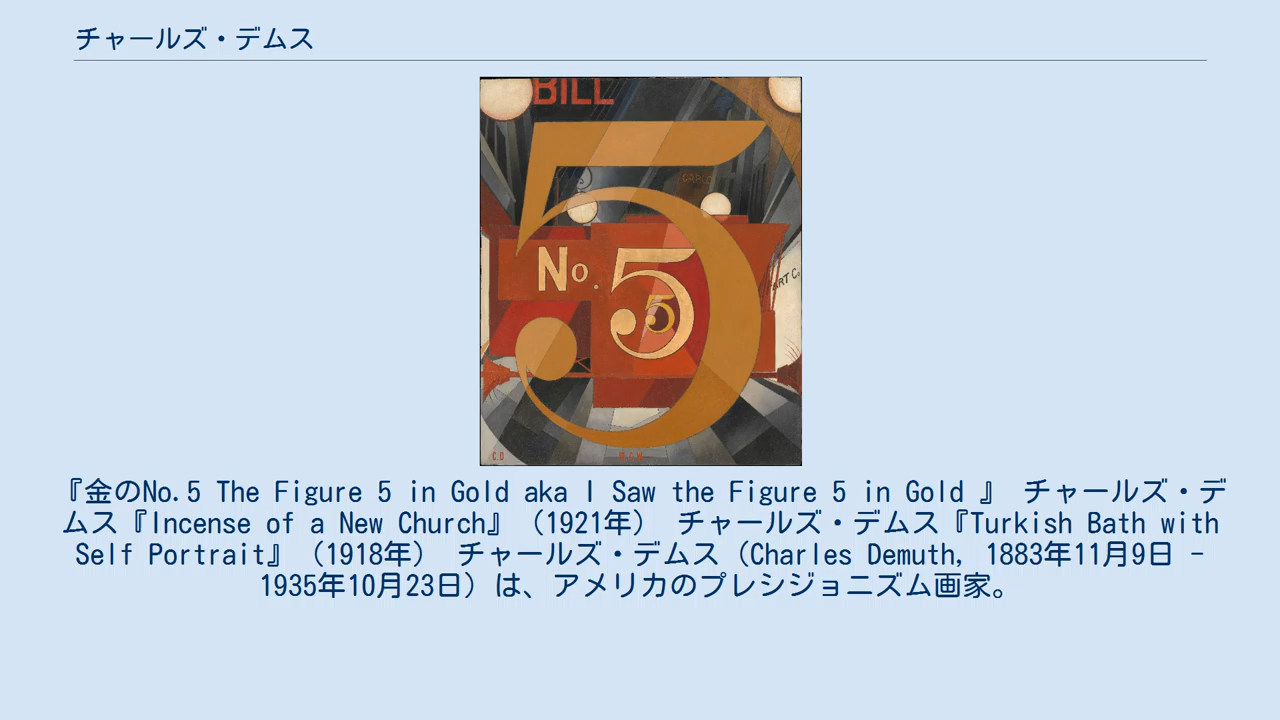 チャールズ・デムス
BILL
CARLO
No. 5
5
ART Co.
C.D
『金のNo.5 The Figure 5 in Gold aka I Saw the Figure 5 in Gold 』 チャールズ・デ
ムス『Incense of a New Church』（1921年） チャールズ・デムス『Turkish Bath with
Self Portrait』（1918年） チャールズ・デムス（Charles Demuth, 1883年11月9日 -
1935年10月23日）は、アメリカのプレシジョニズム画家。